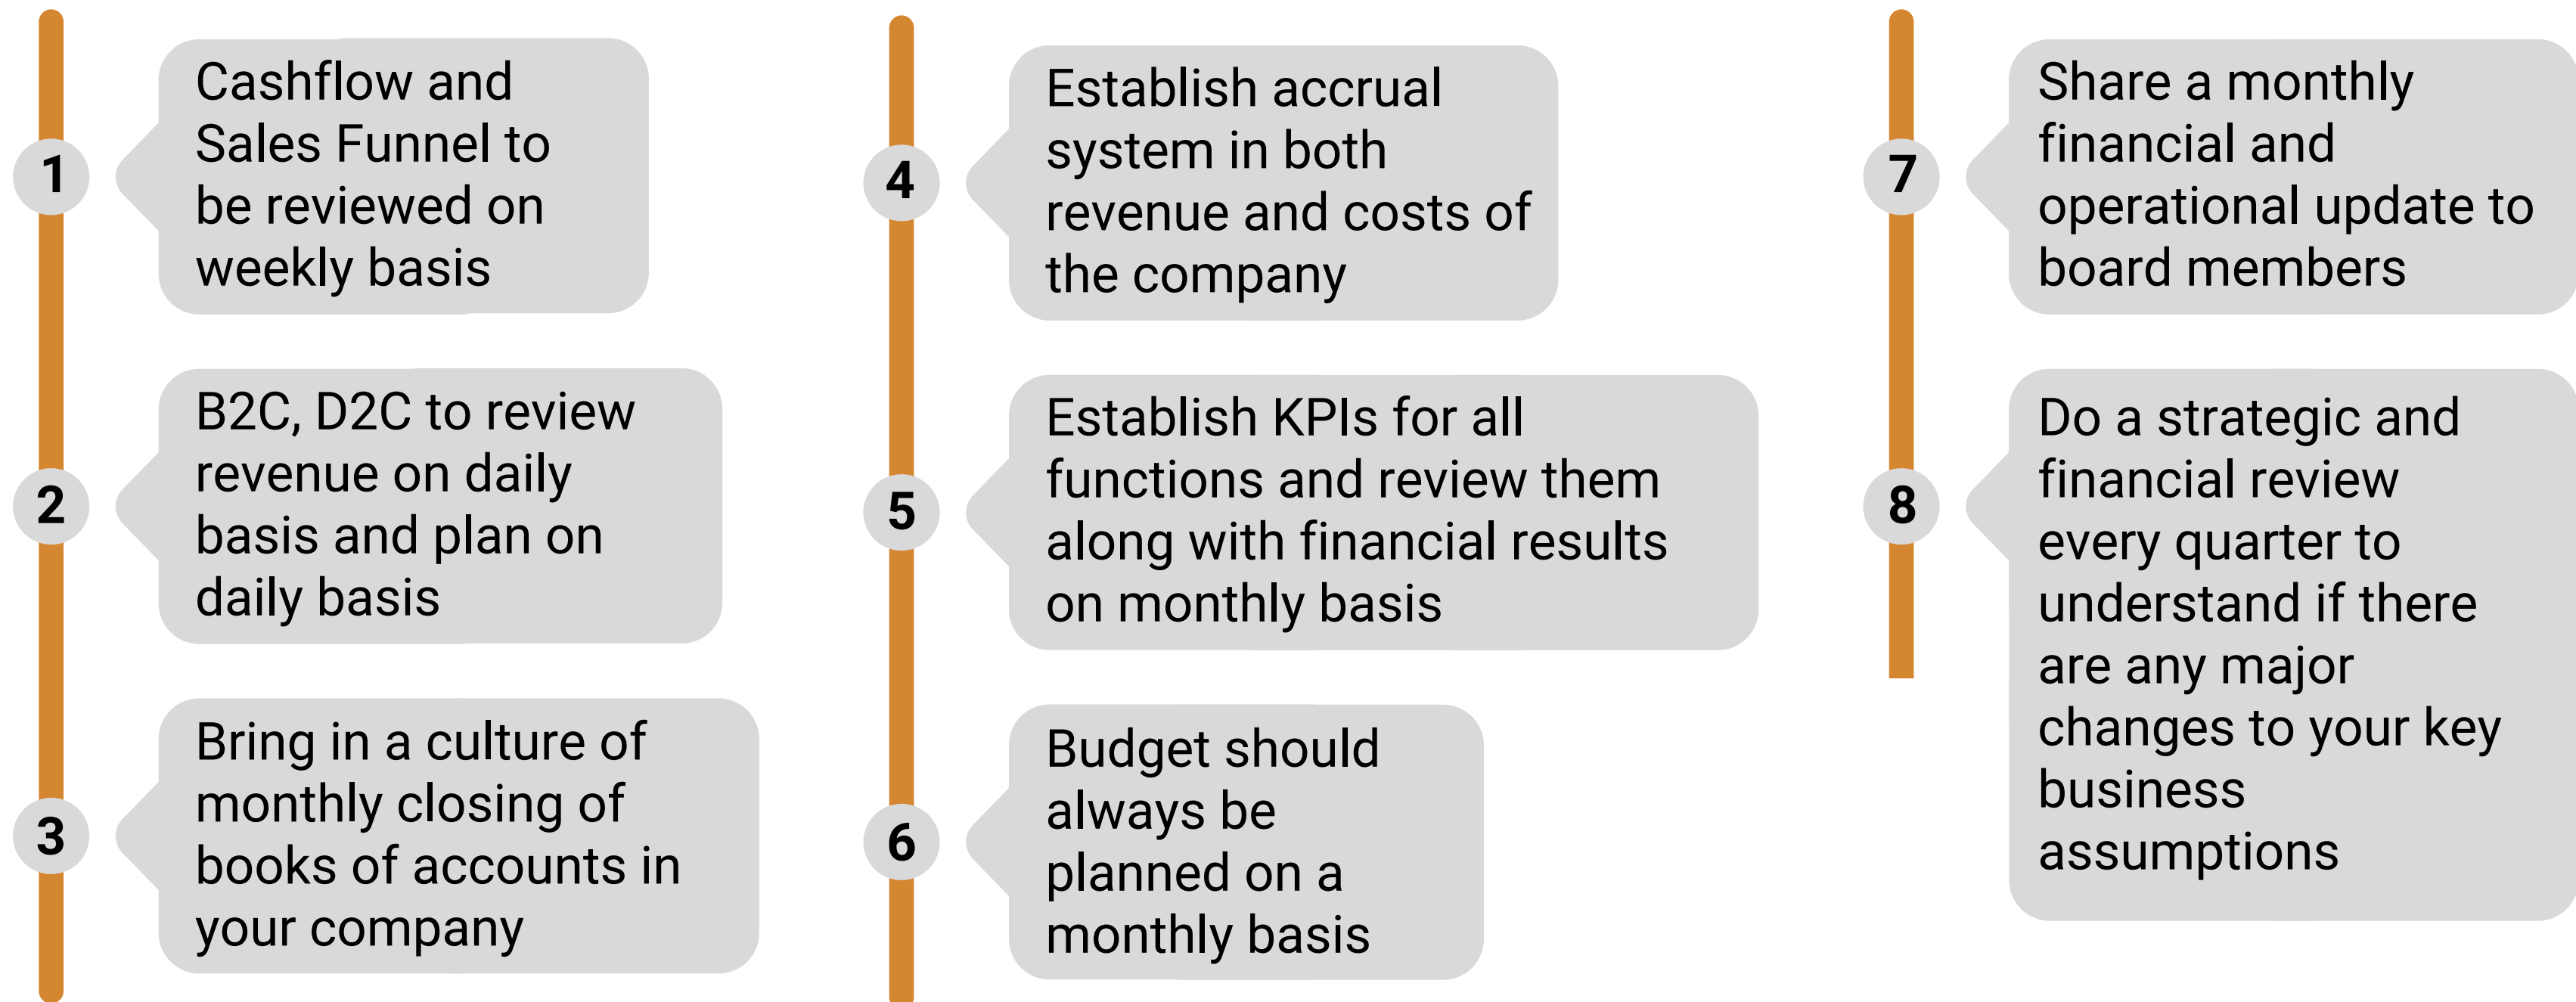 1
Cashflow and
Sales Funnel to
be reviewed on
weekly basis
2
B2C, D2C to review
revenue on daily
basis and plan on
daily basis
3
Bring in a culture of
monthly closing of
books of accounts in
your company
4
Establish accrual
system in both
revenue and costs of
the company
5
Establish KPIs for all
functions and review them
along with financial results
on monthly basis
6
Budget should
always be
planned on a
monthly basis
7
Share a monthly
financial and
operational update to
board members
8
Do a strategic and
financial review
every quarter to
understand if there
are any major
changes to your key
business
assumptions